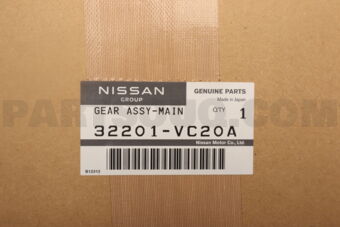 NISSAN
GROUP
GENUINE PARTS
Made in Japan
GEAR ASSY-MAIN
QTY
1
32201-VC20A
Nissan Motor Co., Ltd.